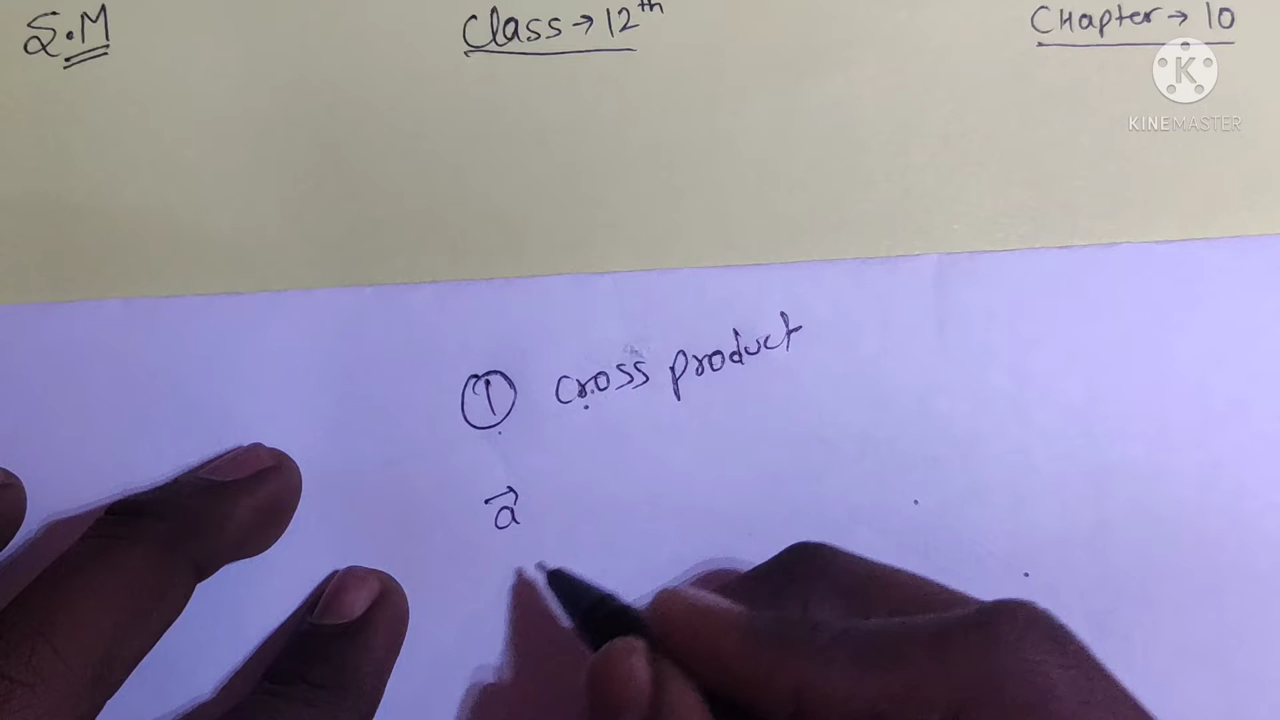 S.M
Class → 12th
Chapter → 10
KINEMASTER
① cross product
a⃗